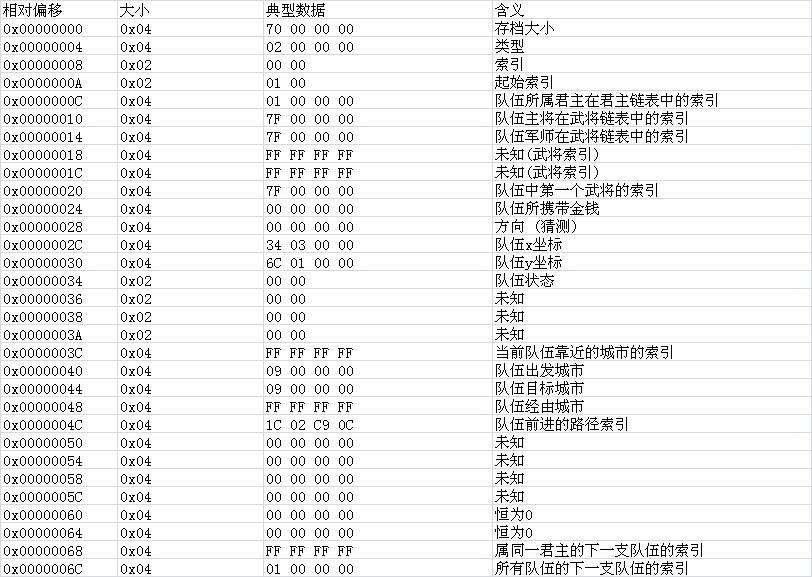 相对偏移 大小 典型数据 含义
0x00000000 0x04 70 00 00 00 存档大小
0x00000004 0x04 02 00 00 00 类型
0x00000008 0x02 00 00 索引
0x0000000A 0x02 01 00 起始索引
0x0000000C 0x04 01 00 00 00 队伍所属君主在君主链表中的索引
0x00000010 0x04 7F 00 00 00 队伍主将在武将链表中的索引
0x00000014 0x04 7F 00 00 00 队伍军师在武将链表中的索引
0x00000018 0x04 FF FF FF FF 未知(武将索引)
0x0000001C 0x04 FF FF FF FF 未知(武将索引)
0x00000020 0x04 7F 00 00 00 队伍中第一个武将的索引
0x00000024 0x04 00 00 00 00 队伍所携带金钱
0x00000028 0x04 00 00 00 00 方向 (猜测)
0x0000002C 0x04 34 03 00 00 队伍x坐标
0x00000030 0x04 6C 01 00 00 队伍y坐标
0x00000034 0x02 00 00 队伍状态
0x00000036 0x02 00 00 未知
0x00000038 0x02 00 00 未知
0x0000003A 0x02 00 00 未知
0x0000003C 0x04 FF FF FF FF 当前队伍靠近的城市的索引
0x00000040 0x04 09 00 00 00 队伍出发城市
0x00000044 0x04 09 00 00 00 队伍目标城市
0x00000048 0x04 FF FF FF FF 队伍经由城市
0x0000004C 0x04 1C 02 C9 0C 队伍前进的路径索引
0x00000050 0x04 00 00 00 00 未知
0x00000054 0x04 00 00 00 00 未知
0x00000058 0x04 00 00 00 00 未知
0x0000005C 0x04 00 00 00 00 未知
0x00000060 0x04 00 00 00 00 恒为0
0x00000064 0x04 00 00 00 00 恒为0
0x00000068 0x04 FF FF FF FF 属同一君主的下一支队伍的索引
0x0000006C 0x04 01 00 00 00 所有队伍的下一支队伍的索引